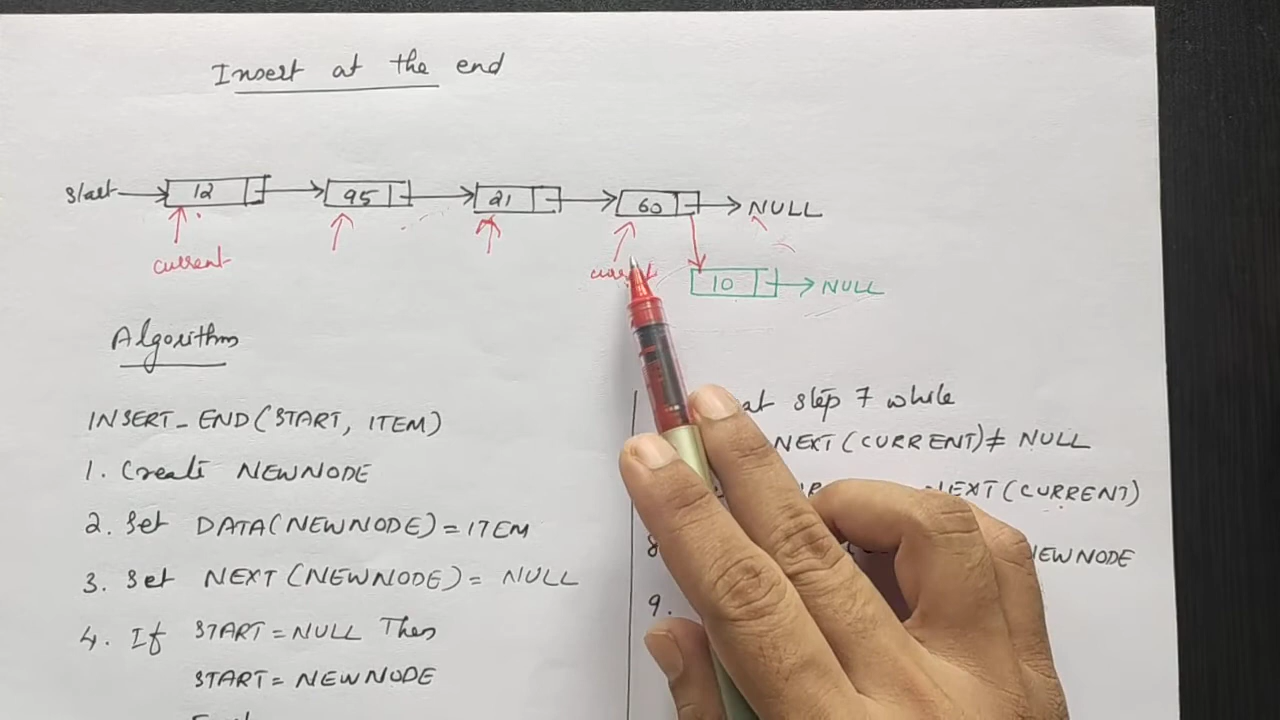 Insert at the end
Start 12 95 21 60 NULL
current
10 NULL
Algorithm
INSERT_END(START, ITEM)
1. Create NEWNODE
2. Set DATA(NEWNODE) = ITEM
3. Set NEXT(NEWNODE) = NULL
4. If START = NULL Then
START = NEWNODE
step 7 while
NEXT(CURRENT) ≠ NULL
NEXT(CURRENT)
9.